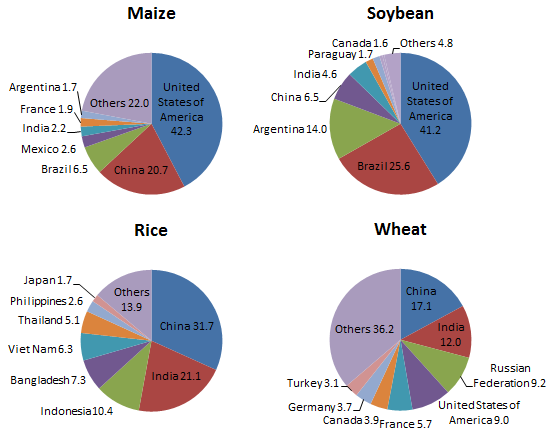 Maize
United
States of
America
42.3
China 20.7
Brazil 6.5
Mexico 2.6
India 2.2
France 1.9
Argentina 1.7
Others 22.0
Soybean
United
States of
America
41.2
Brazil 25.6
Argentina 14.0
China 6.5
India 4.6
Paraguay 1.7
Canada 1.6
Others 4.8
Rice
China 31.7
India 21.1
Indonesia 10.4
Bangladesh 7.3
Viet Nam 6.3
Thailand 5.1
Philippines 2.6
Japan 1.7
Others
13.9
Wheat
China
17.1
India
12.0
Russian
Federation 9.2
United States of
America 9.0
France 5.7
Canada 3.9
Germany 3.7
Turkey 3.1
Others 36.2